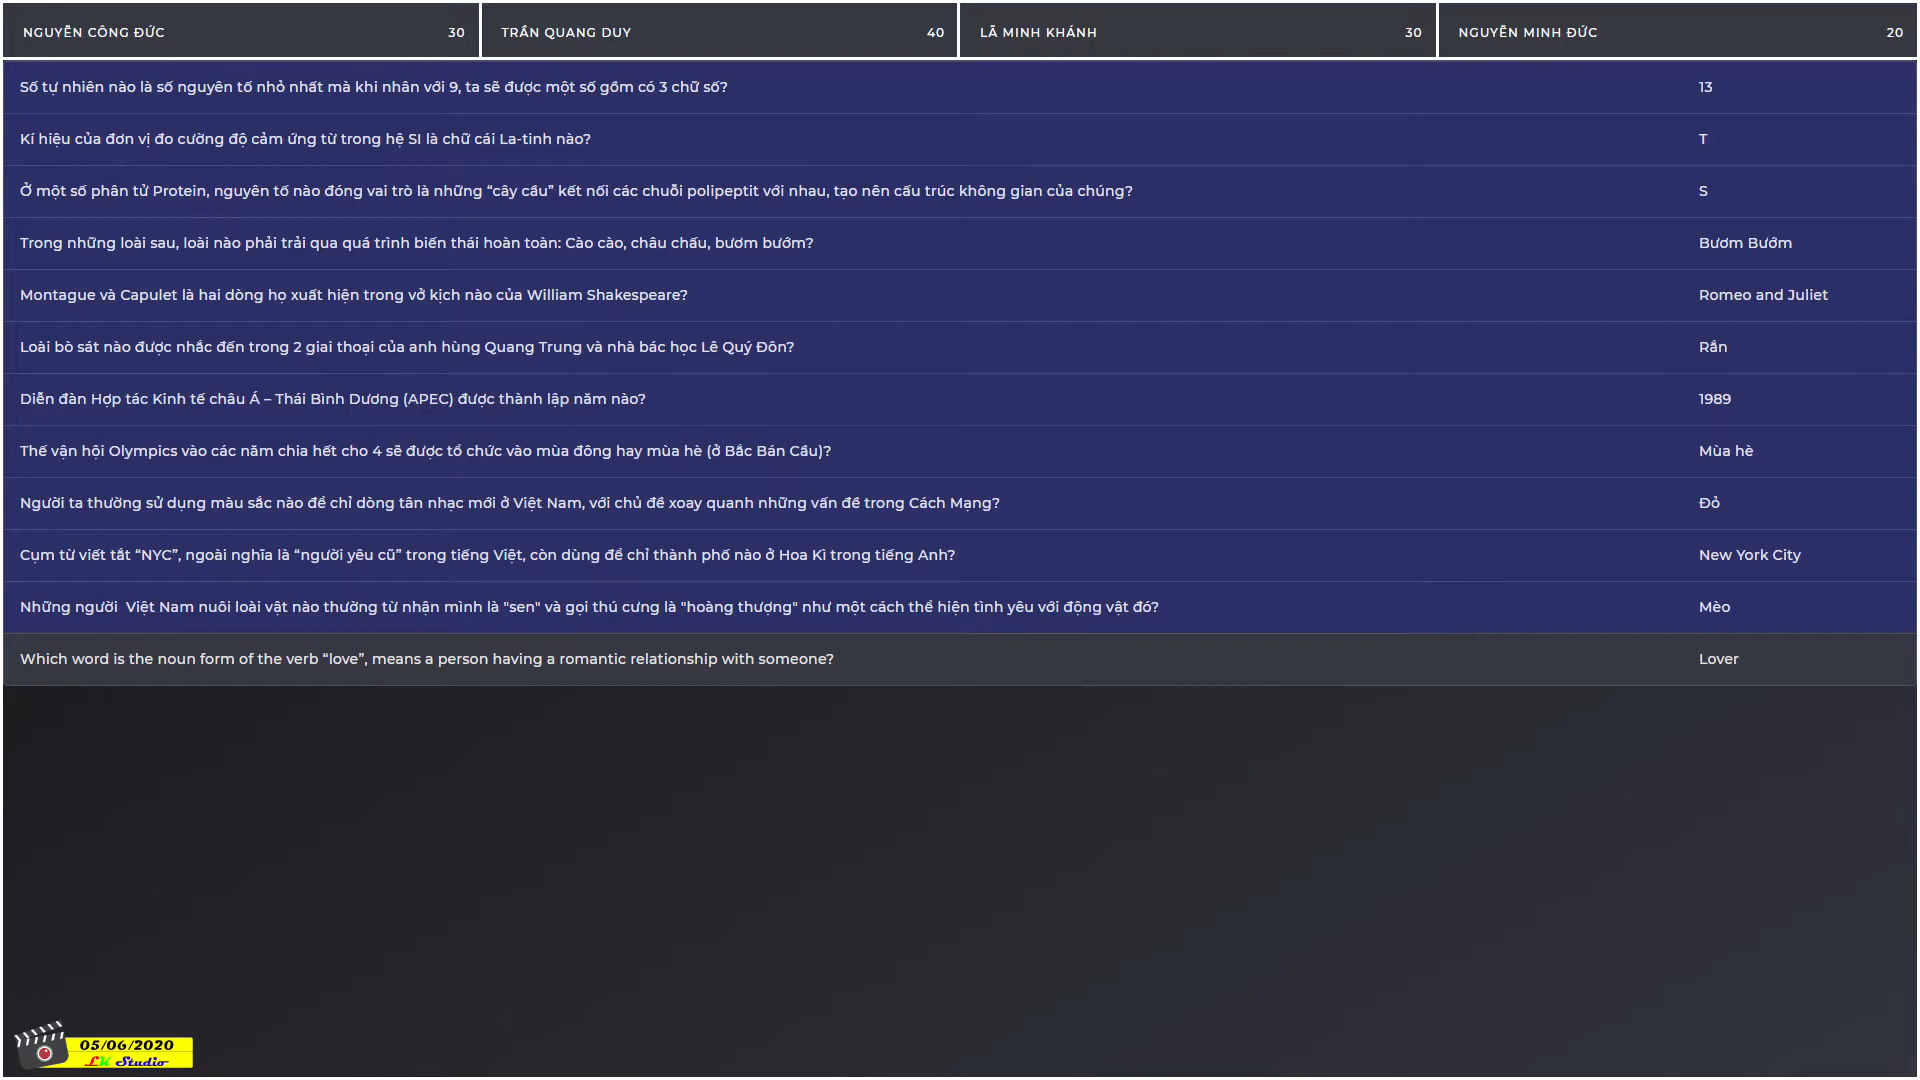 NGUYỄN CÔNG ĐỨC 30 TRẦN QUANG DUY 40 LÃ MINH KHÁNH 30 NGUYỄN MINH ĐỨC 20
Số tự nhiên nào là số nguyên tố nhỏ nhất mà khi nhân với 9, ta sẽ được một số gồm có 3 chữ số? 13
Kí hiệu của đơn vị đo cường độ cảm ứng từ trong hệ SI là chữ cái La-tinh nào? T
Ở một số phân tử Protein, nguyên tố nào đóng vai trò là những “cây cầu” kết nối các chuỗi polipeptit với nhau, tạo nên cấu trúc không gian của chúng? S
Trong những loài sau, loài nào phải trải qua quá trình biến thái hoàn toàn: Cào cào, châu chấu, bươm bướm? Bươm Bướm
Montague và Capulet là hai dòng họ xuất hiện trong vở kịch nào của William Shakespeare? Romeo and Juliet
Loài bò sát nào được nhắc đến trong 2 giai thoại của anh hùng Quang Trung và nhà bác học Lê Quý Đôn? Rắn
Diễn đàn Hợp tác Kinh tế châu Á – Thái Bình Dương (APEC) được thành lập năm nào? 1989
Thế vận hội Olympics vào các năm chia hết cho 4 sẽ được tổ chức vào mùa đông hay mùa hè (ở Bắc Bán Cầu)? Mùa hè
Người ta thường sử dụng màu sắc nào để chỉ dòng tân nhạc mới ở Việt Nam, với chủ đề xoay quanh những vấn đề trong Cách Mạng? Đỏ
Cụm từ viết tắt “NYC”, ngoài nghĩa là “người yêu cũ” trong tiếng Việt, còn dùng để chỉ thành phố nào ở Hoa Kì trong tiếng Anh? New York City
Những người  Việt Nam nuôi loài vật nào thường từ nhận mình là "sen" và gọi thú cưng là "hoàng thượng" như một cách thể hiện tình yêu với động vật đó? Mèo
Which word is the noun form of the verb “love”, means a person having a romantic relationship with someone? Lover
05/06/2020
LK Studio